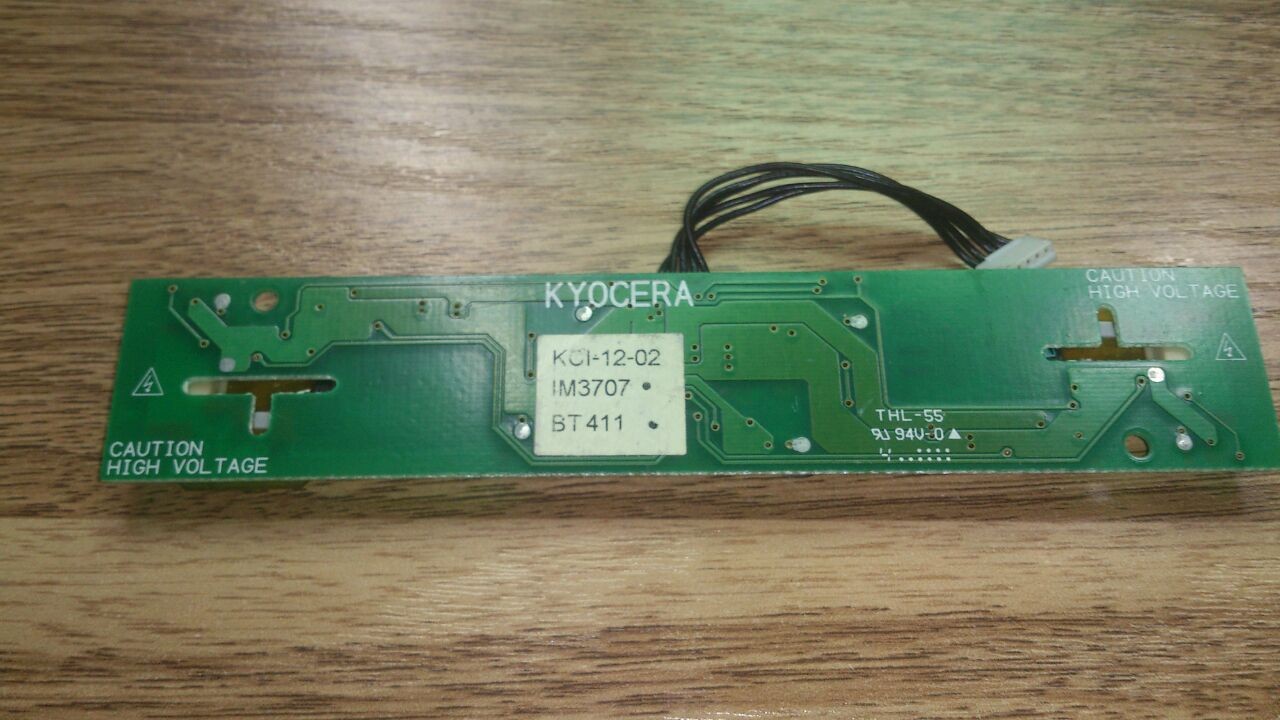 KYOCERA
CAUTION
HIGH VOLTAGE
KCI-12-02
IM3707
BT411
THL-55
94V-0
CAUTION
HIGH VOLTAGE